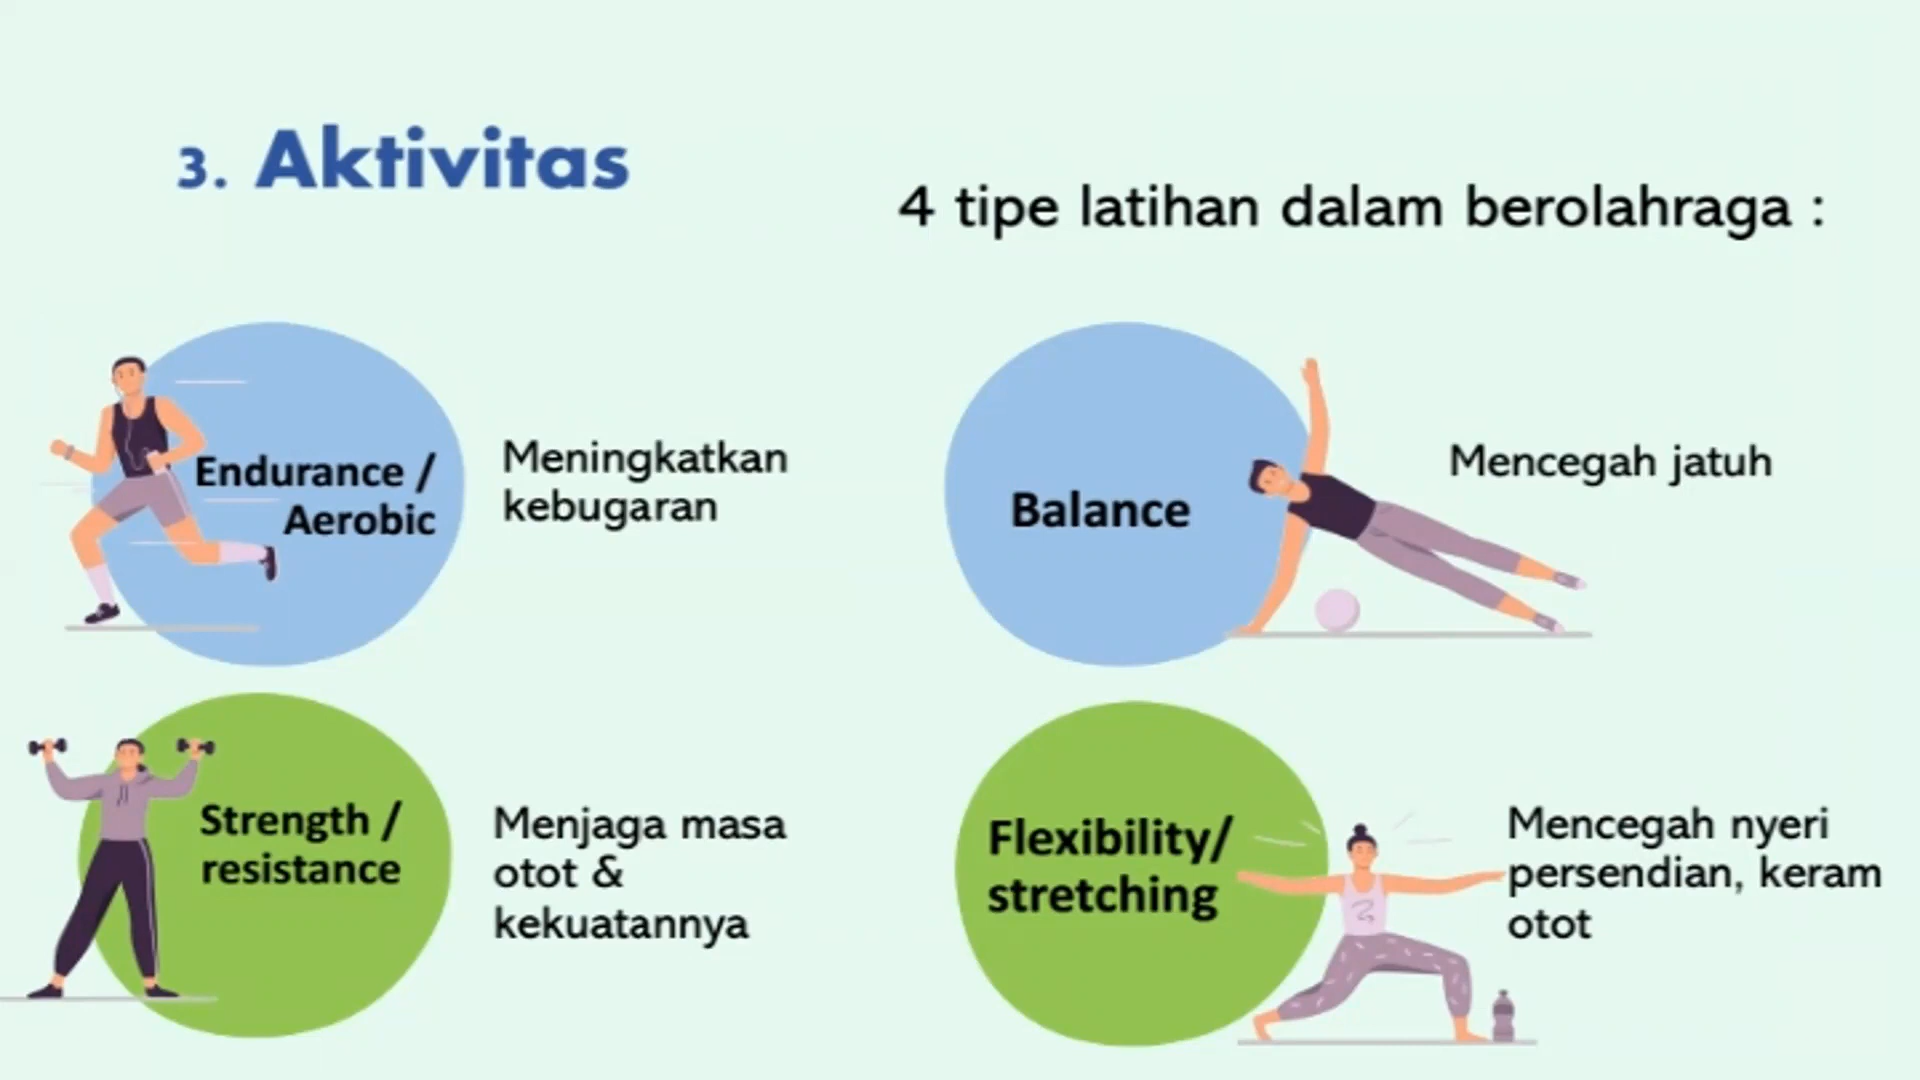 3. Aktivitas
4 tipe latihan dalam berolahraga :
Endurance /
Aerobic
Meningkatkan
kebugaran
Balance
Mencegah jatuh
Strength /
resistance
Menjaga masa
otot &
kekuatannya
Flexibility/
stretching
Mencegah nyeri
persendian, keram
otot